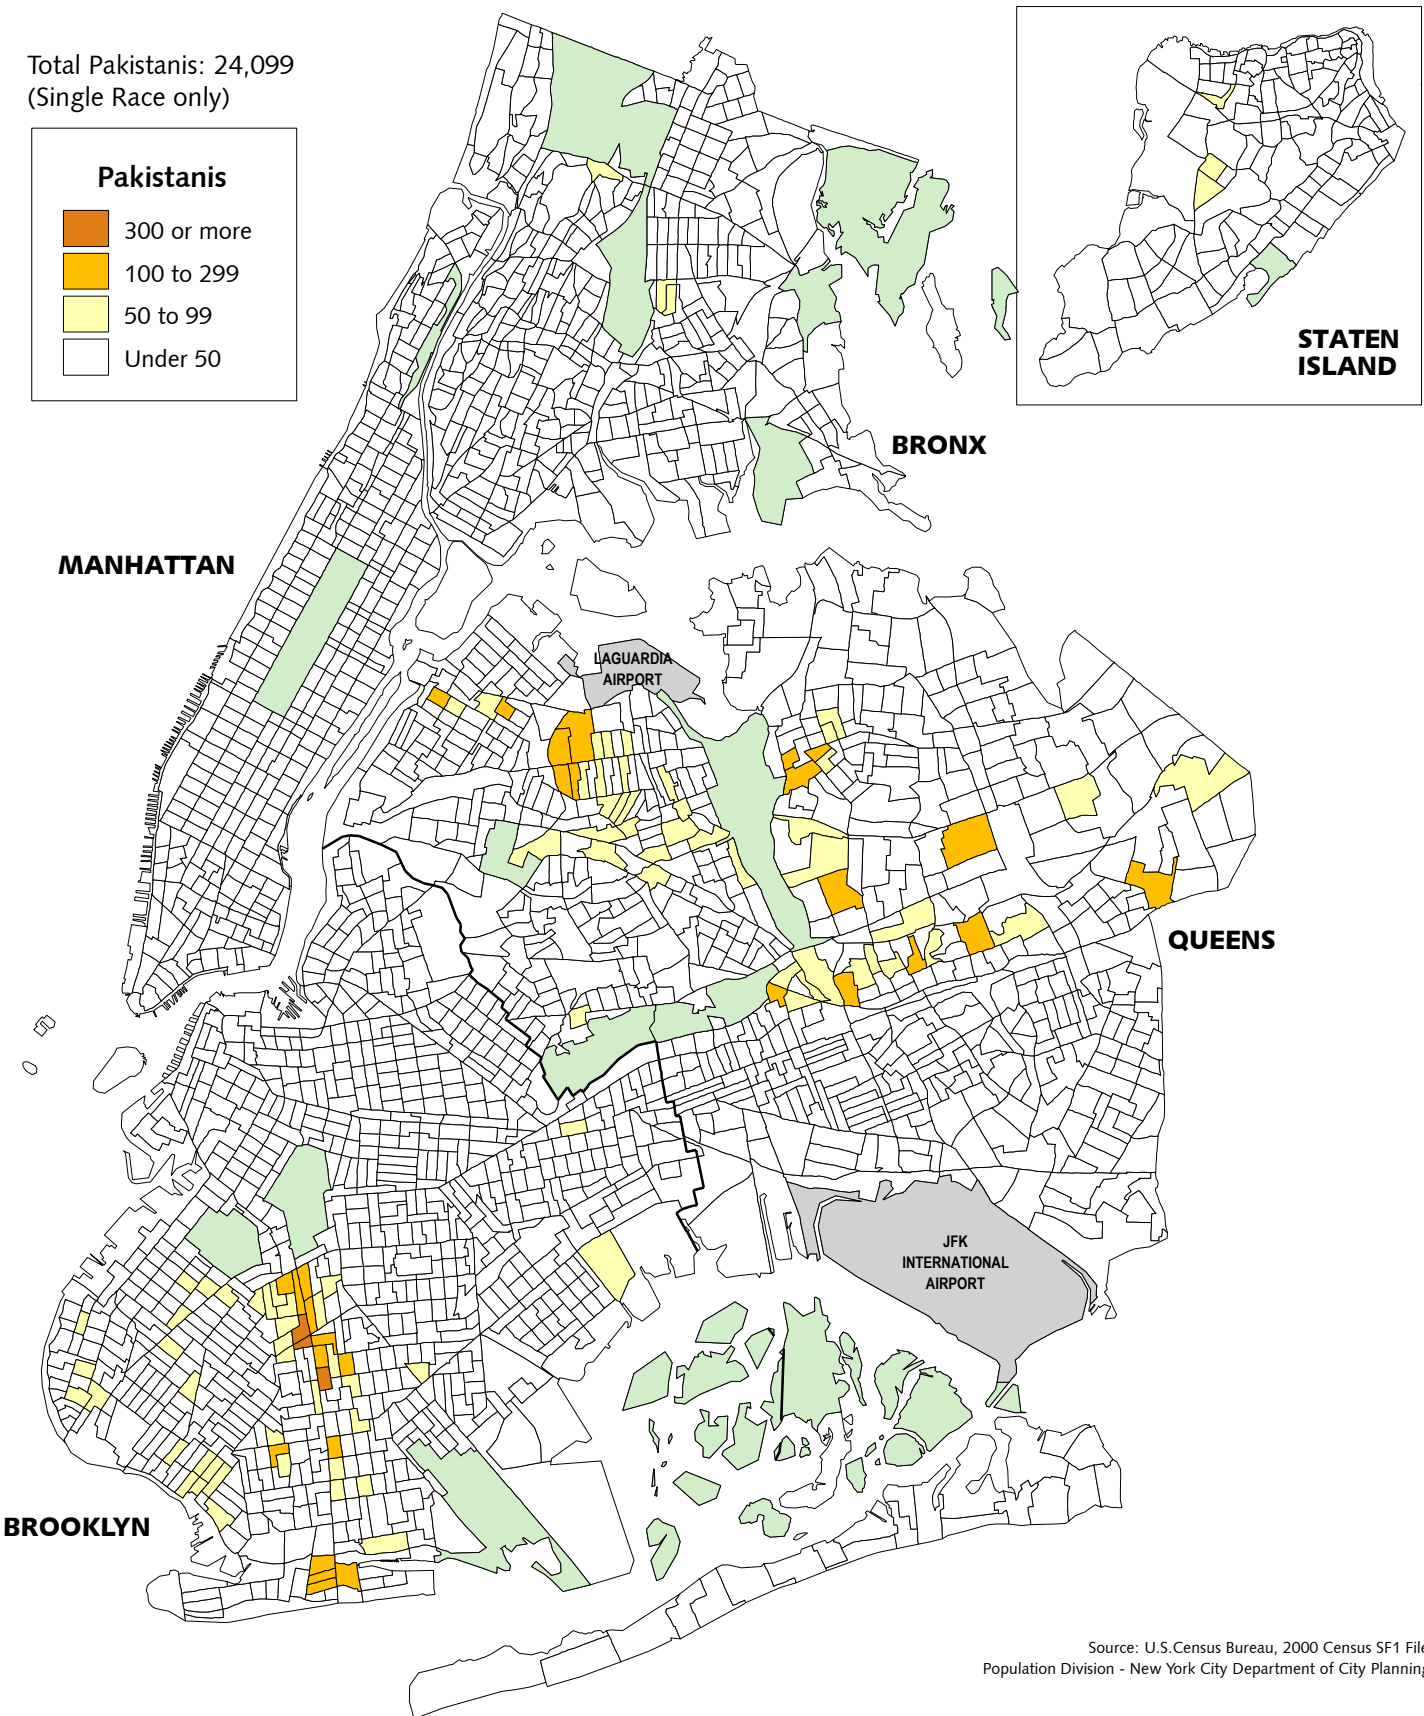 Total Pakistanis: 24,099
(Single Race only)
Pakistanis
300 or more
100 to 299
50 to 99
Under 50
STATEN
ISLAND
BRONX
MANHATTAN
LAGUARDIA
AIRPORT
QUEENS
JFK
INTERNATIONAL
AIRPORT
BROOKLYN
Source: U.S.Census Bureau, 2000 Census SF1 File
Population Division - New York City Department of City Planning